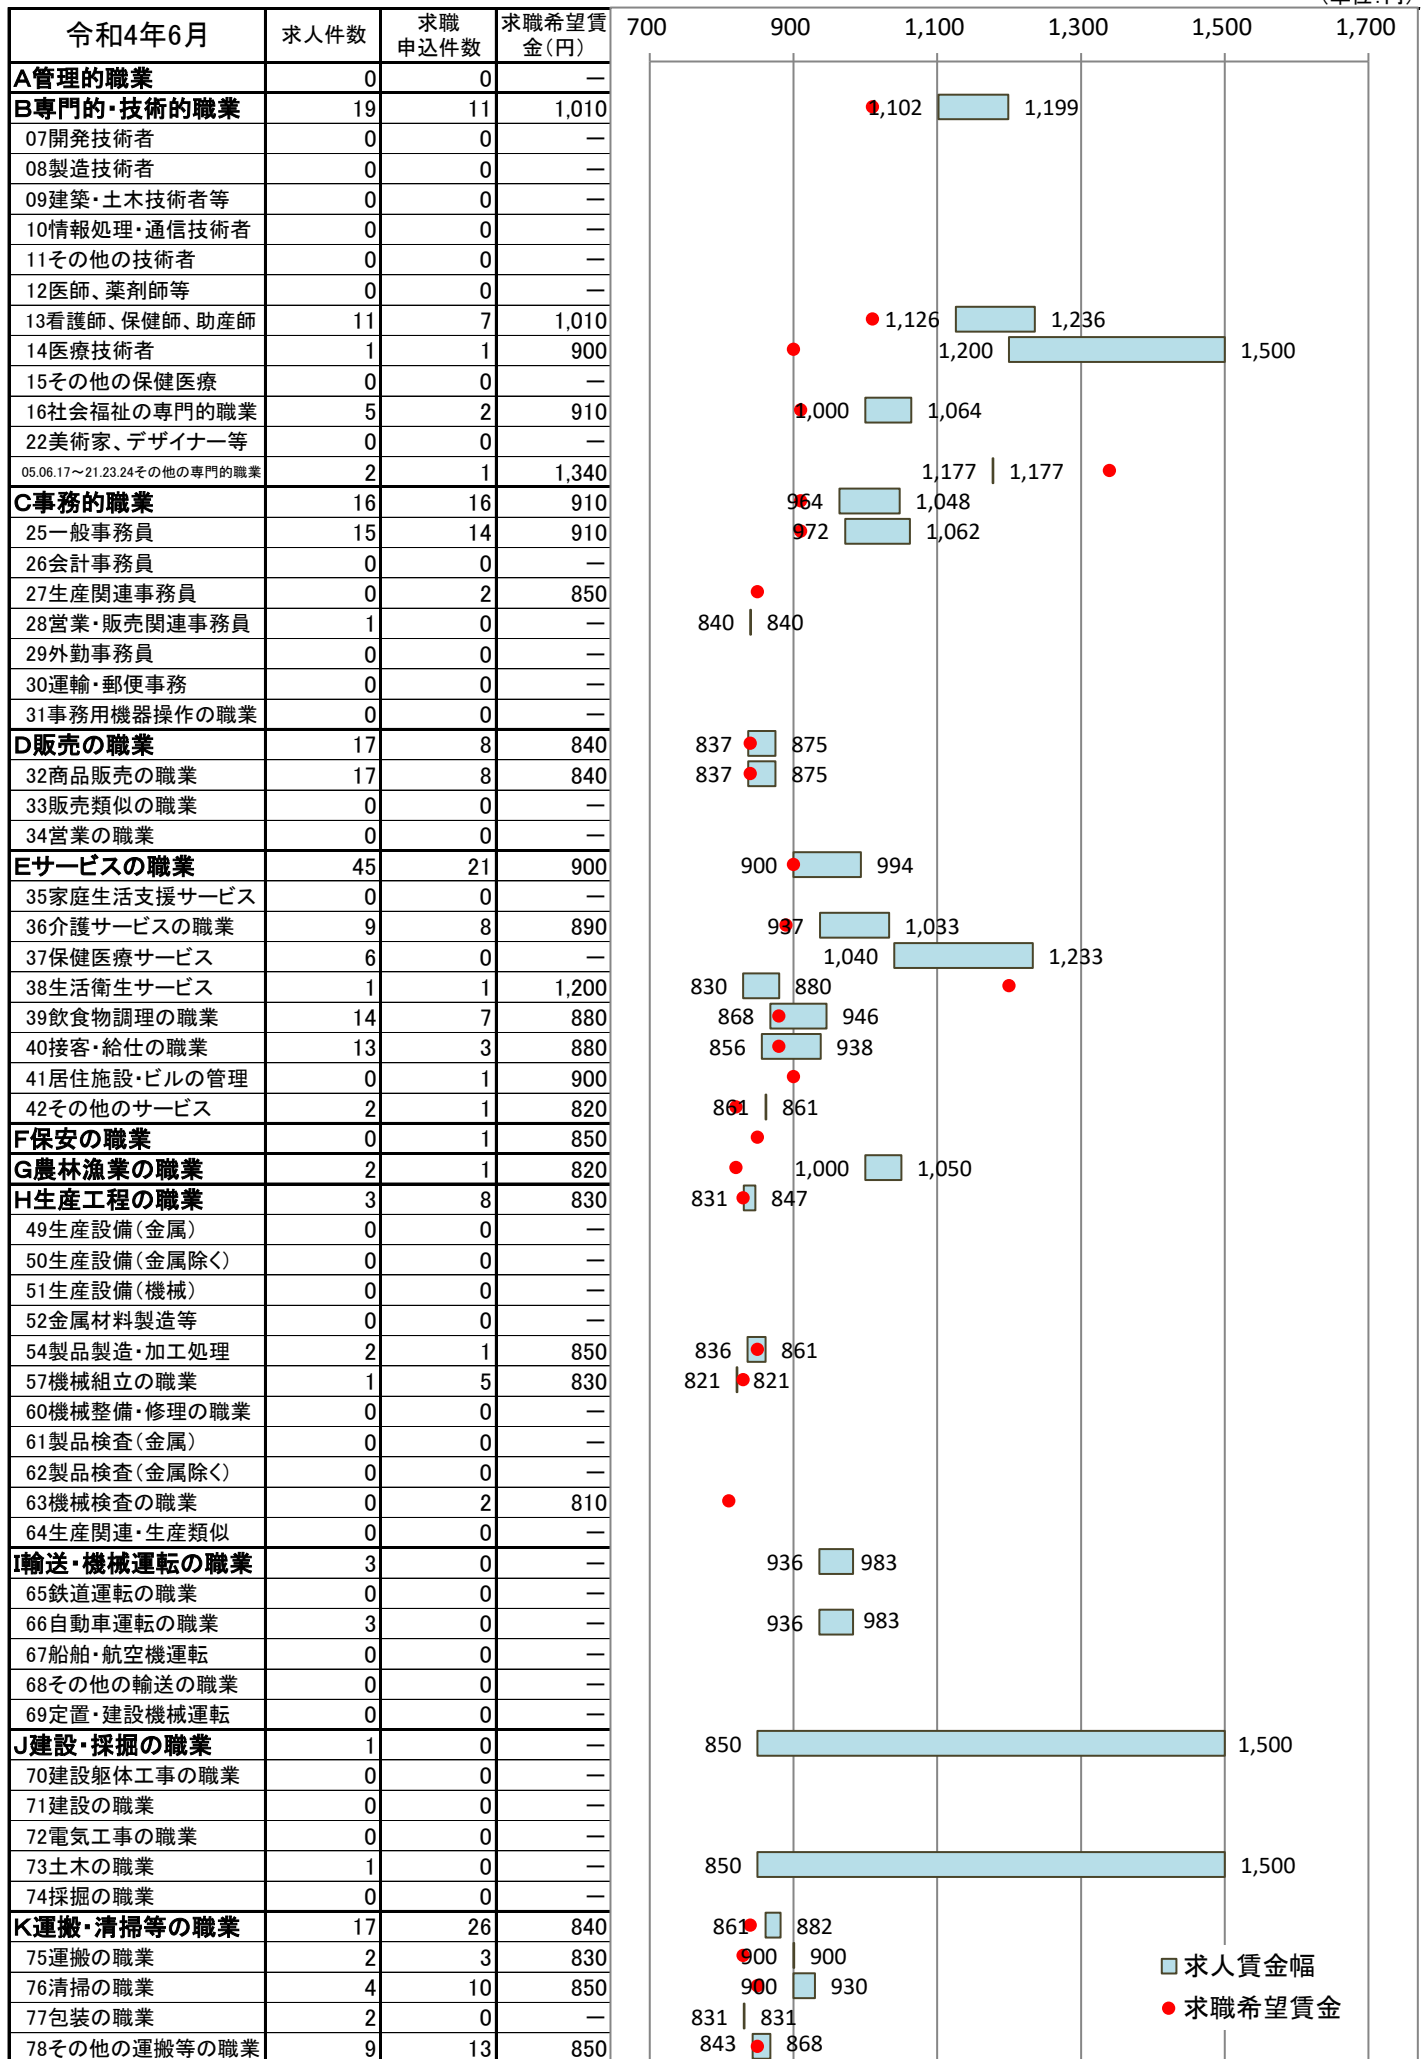 (単位:円)
令和4年6月 求人件数 求職申込件数 求職希望賃金(円) 700 900 1,100 1,300 1,500 1,700
A管理的職業 0 0 ―
B専門的・技術的職業 19 11 1,010 1,102 1,199
07開発技術者 0 0 ―
08製造技術者 0 0 ―
09建築・土木技術者等 0 0 ―
10情報処理・通信技術者 0 0 ―
11その他の技術者 0 0 ―
12医師、薬剤師等 0 0 ―
13看護師、保健師、助産師 11 7 1,010 1,126 1,236
14医療技術者 1 1 900 1,200 1,500
15その他の保健医療 0 0 ―
16社会福祉の専門的職業 5 2 910 1,000 1,064
22美術家、デザイナー等 0 0 ―
05.06.17～21.23.24その他の専門的職業 2 1 1,340 1,177 1,177
C事務的職業 16 16 910 964 1,048
25一般事務員 15 14 910 972 1,062
26会計事務員 0 0 ―
27生産関連事務員 0 2 850
28営業・販売関連事務員 1 0 ― 840 840
29外勤事務員 0 0 ―
30運輸・郵便事務 0 0 ―
31事務用機器操作の職業 0 0 ―
D販売の職業 17 8 840 837 875
32商品販売の職業 17 8 840 837 875
33販売類似の職業 0 0 ―
34営業の職業 0 0 ―
Eサービスの職業 45 21 900 900 994
35家庭生活支援サービス 0 0 ―
36介護サービスの職業 9 8 890 937 1,033
37保健医療サービス 6 0 ― 1,040 1,233
38生活衛生サービス 1 1 1,200 830 880
39飲食物調理の職業 14 7 880 868 946
40接客・給仕の職業 13 3 880 856 938
41居住施設・ビルの管理 0 1 900
42その他のサービス 2 1 820 861 861
F保安の職業 0 1 850
G農林漁業の職業 2 1 820 1,000 1,050
H生産工程の職業 3 8 830 831 847
49生産設備(金属) 0 0 ―
50生産設備(金属除く) 0 0 ―
51生産設備(機械) 0 0 ―
52金属材料製造等 0 0 ―
54製品製造・加工処理 2 1 850 836 861
57機械組立の職業 1 5 830 821 821
60機械整備・修理の職業 0 0 ―
61製品検査(金属) 0 0 ―
62製品検査(金属除く) 0 0 ―
63機械検査の職業 0 2 810
64生産関連・生産類似 0 0 ―
I輸送・機械運転の職業 3 0 ― 936 983
65鉄道運転の職業 0 0 ―
66自動車運転の職業 3 0 ― 936 983
67船舶・航空機運転 0 0 ―
68その他の輸送の職業 0 0 ―
69定置・建設機械運転 0 0 ―
J建設・採掘の職業 1 0 ― 850 1,500
70建設躯体工事の職業 0 0 ―
71建設の職業 0 0 ―
72電気工事の職業 0 0 ―
73土木の職業 1 0 ― 850 1,500
74採掘の職業 0 0 ―
K運搬・清掃等の職業 17 26 840 861 882
75運搬の職業 2 3 830 900 900
76清掃の職業 4 10 850 900 930
77包装の職業 2 0 ― 831 831
78その他の運搬等の職業 9 13 850 843 868
求人賃金幅
求職希望賃金